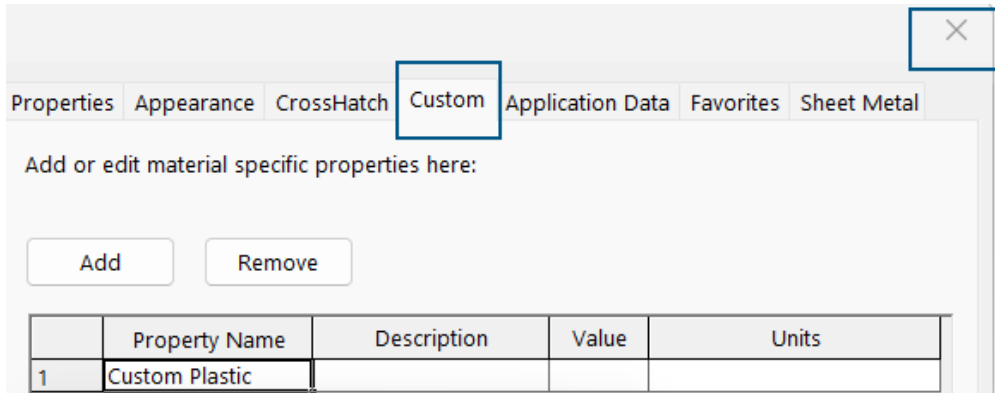 Properties Appearance CrossHatch Custom Application Data Favorites Sheet Metal
Add or edit material specific properties here:
Add Remove
Property Name Description Value Units
1 Custom Plastic